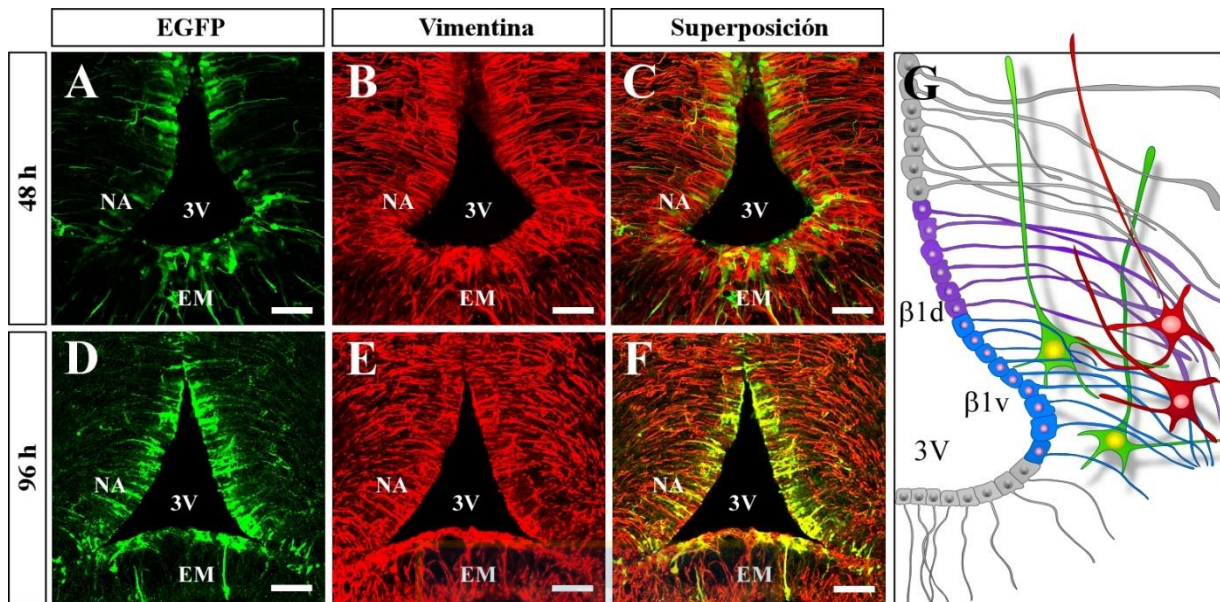 EGFP
Vimentina
Superposición
48 h
A
NA
3V
EM
B
NA
3V
EM
C
NA
3V
EM
96 h
D
NA
3V
EM
E
NA
3V
EM
F
NA
3V
EM
G
β1d
β1v
3V